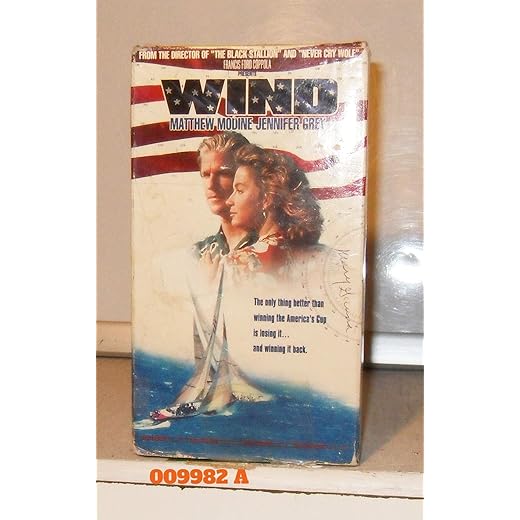 FROM THE DIRECTOR OF "THE BLACK STALLION" AND "NEVER CRY WOLF"
FRANCIS FORD COPPOLA
PRESENTS
WIND
MATTHEW MODINE JENNIFER GREY
The only thing better than
winning the America's Cup
is losing it...
and winning it back.
009982 A